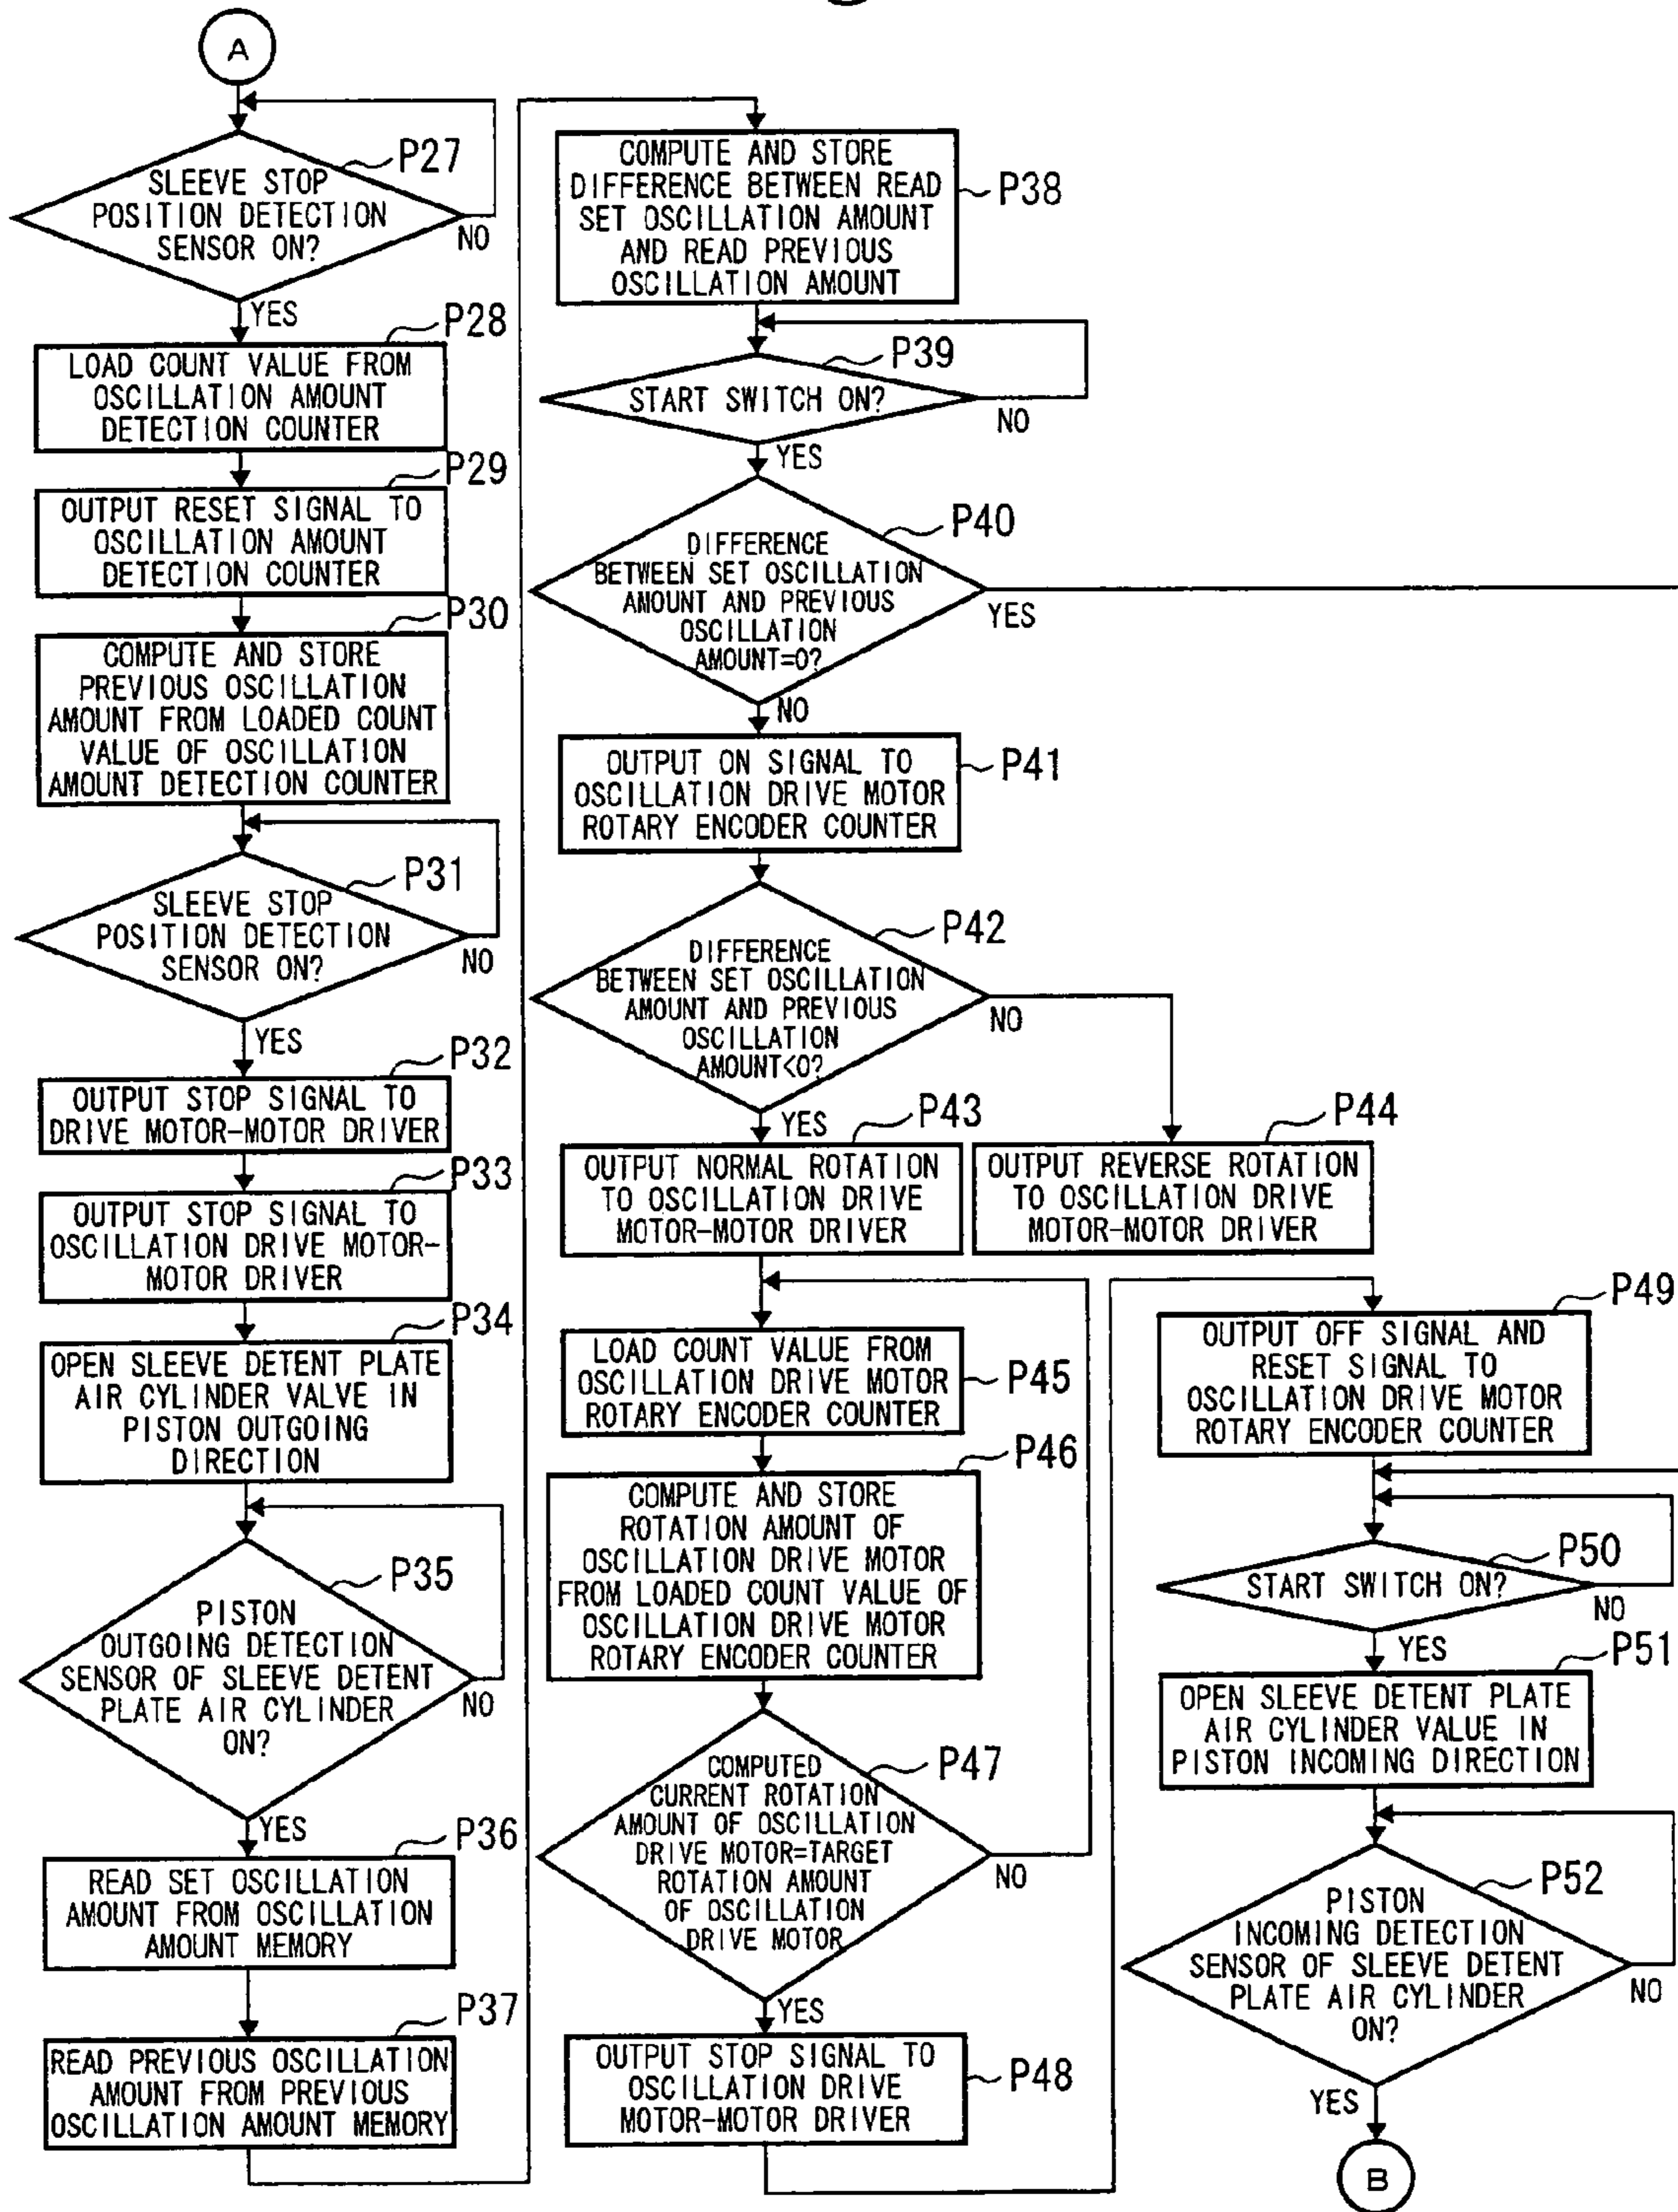 A
P27
SLEEVE STOP
POSITION DETECTION
SENSOR ON?
NO
YES
P28
LOAD COUNT VALUE FROM
OSCILLATION AMOUNT
DETECTION COUNTER
P29
OUTPUT RESET SIGNAL TO
OSCILLATION AMOUNT
DETECTION COUNTER
P30
COMPUTE AND STORE
PREVIOUS OSCILLATION
AMOUNT FROM LOADED COUNT
VALUE OF OSCILLATION
AMOUNT DETECTION COUNTER
P31
SLEEVE STOP
POSITION DETECTION
SENSOR ON?
NO
YES
P32
OUTPUT STOP SIGNAL TO
DRIVE MOTOR-MOTOR DRIVER
P33
OUTPUT STOP SIGNAL TO
OSCILLATION DRIVE MOTOR-
MOTOR DRIVER
P34
OPEN SLEEVE DETENT PLATE
AIR CYLINDER VALVE IN
PISTON OUTGOING
DIRECTION
P35
PISTON
OUTGOING DETECTION
SENSOR OF SLEEVE DETENT
PLATE AIR CYLINDER
ON?
NO
YES
P36
READ SET OSCILLATION
AMOUNT FROM OSCILLATION
AMOUNT MEMORY
P37
READ PREVIOUS OSCILLATION
AMOUNT FROM PREVIOUS
OSCILLATION AMOUNT MEMORY
COMPUTE AND STORE
DIFFERENCE BETWEEN READ
SET OSCILLATION AMOUNT
AND READ PREVIOUS
OSCILLATION AMOUNT
P38
P39
START SWITCH ON?
NO
YES
P40
DIFFERENCE
BETWEEN SET OSCILLATION
AMOUNT AND PREVIOUS
OSCILLATION
AMOUNT=0?
YES
NO
OUTPUT ON SIGNAL TO
OSCILLATION DRIVE MOTOR
ROTARY ENCODER COUNTER
P41
P42
DIFFERENCE
BETWEEN SET OSCILLATION
AMOUNT AND PREVIOUS
OSCILLATION
AMOUNT<0?
NO
YES
P43
OUTPUT NORMAL ROTATION
TO OSCILLATION DRIVE
MOTOR-MOTOR DRIVER
P44
OUTPUT REVERSE ROTATION
TO OSCILLATION DRIVE
MOTOR-MOTOR DRIVER
LOAD COUNT VALUE FROM
OSCILLATION DRIVE MOTOR
ROTARY ENCODER COUNTER
P45
P46
COMPUTE AND STORE
ROTATION AMOUNT OF
OSCILLATION DRIVE MOTOR
FROM LOADED COUNT VALUE OF
OSCILLATION DRIVE MOTOR
ROTARY ENCODER COUNTER
P47
COMPUTED
CURRENT ROTATION
AMOUNT OF OSCILLATION
DRIVE MOTOR=TARGET
ROTATION AMOUNT
OF OSCILLATION
DRIVE MOTOR
NO
YES
OUTPUT STOP SIGNAL TO
OSCILLATION DRIVE
MOTOR-MOTOR DRIVER
P48
P49
OUTPUT OFF SIGNAL AND
RESET SIGNAL TO
OSCILLATION DRIVE MOTOR
ROTARY ENCODER COUNTER
P50
START SWITCH ON?
NO
YES
P51
OPEN SLEEVE DETENT PLATE
AIR CYLINDER VALUE IN
PISTON INCOMING DIRECTION
P52
PISTON
INCOMING DETECTION
SENSOR OF SLEEVE DETENT
PLATE AIR CYLINDER
ON?
NO
YES
B